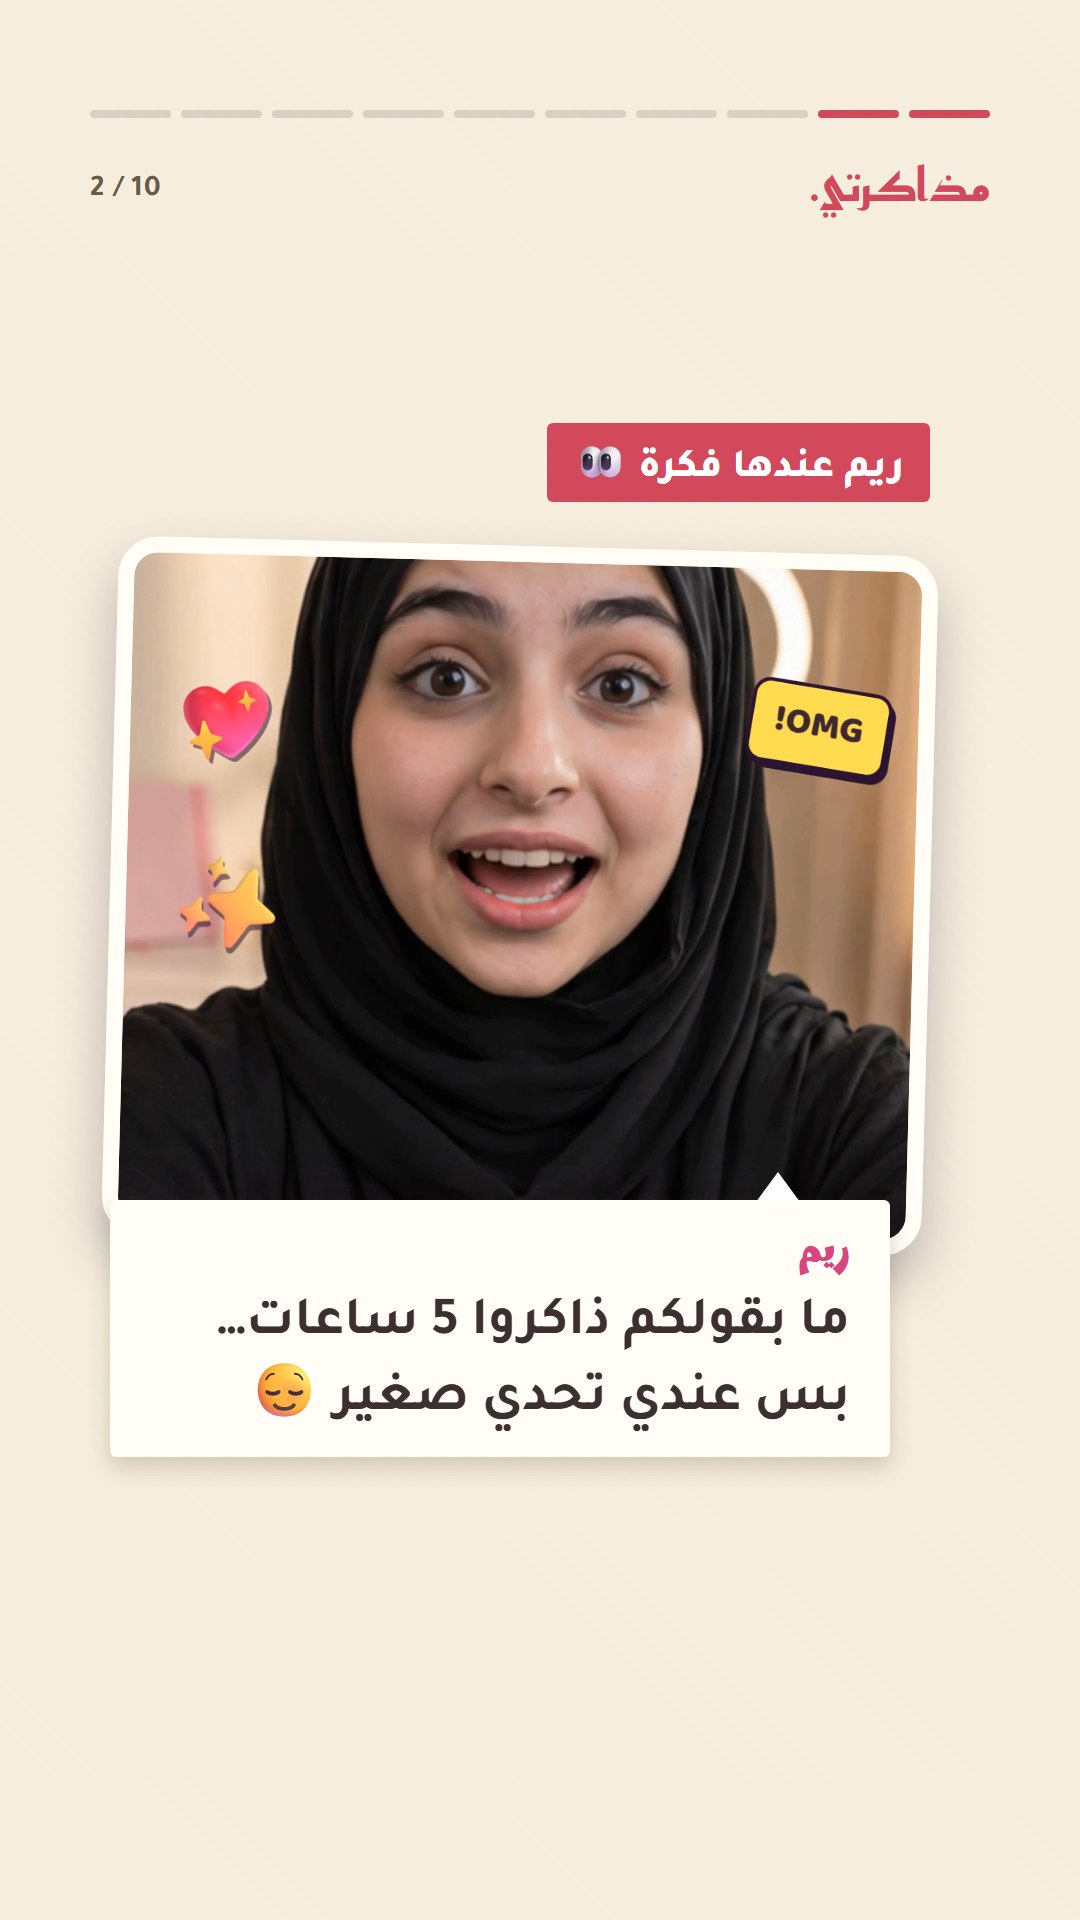 مذاكرتي.
2 / 10
ريم عندها فكرة 👀
!OMG
ريم
ما بقولكم ذاكروا 5 ساعات...
بس عندي تحدي صغير 😌